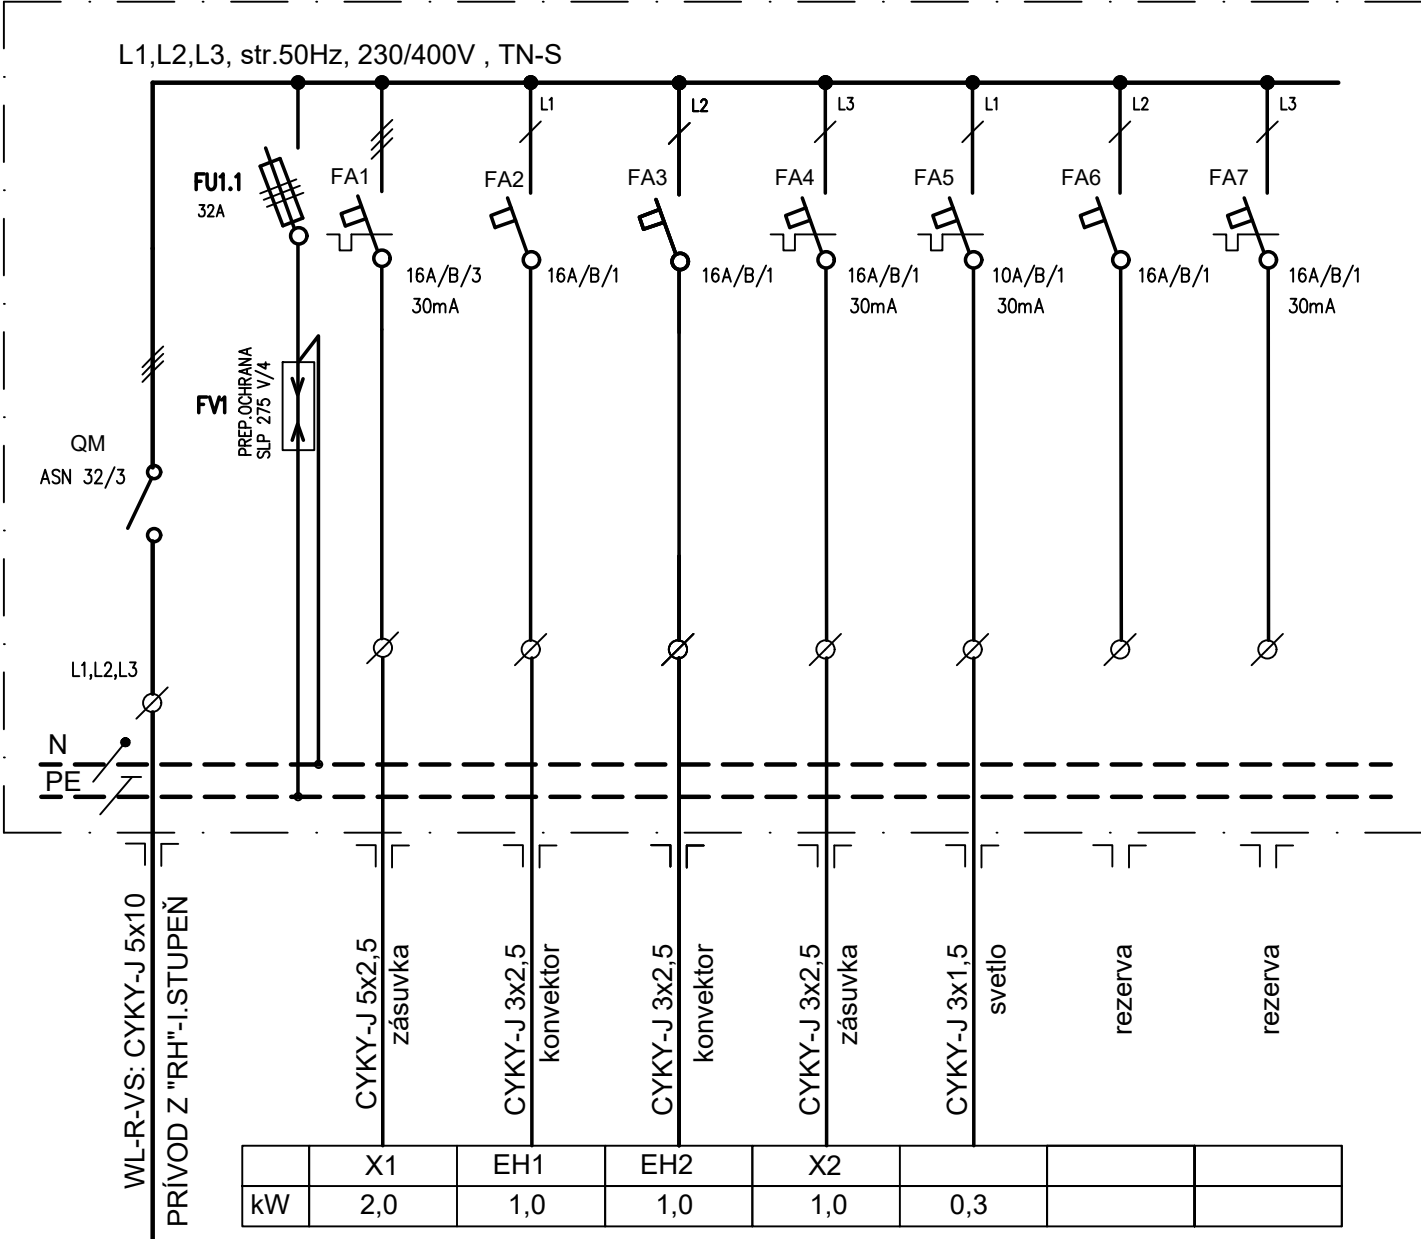 L1,L2,L3, str.50Hz, 230/400V , TN-S
L1
L2
L3
L1
L2
L3
FU1.1
32A
FA1
FA2
FA3
FA4
FA5
FA6
FA7
16A/B/3
30mA
16A/B/1
16A/B/1
16A/B/1
30mA
10A/B/1
30mA
16A/B/1
16A/B/1
30mA
FV1
PREP.OCHRANA
SLP 275 V/4
QM
ASN 32/3
L1,L2,L3
N
PE
WL-R-VS: CYKY-J 5x10
PRÍVOD Z "RH"-I.STUPEŇ
CYKY-J 5x2,5
zásuvka
CYKY-J 3x2,5
konvektor
CYKY-J 3x2,5
konvektor
CYKY-J 3x2,5
zásuvka
CYKY-J 3x1,5
svetlo
rezerva
rezerva
X1 EH1 EH2 X2
kW 2,0 1,0 1,0 1,0 0,3